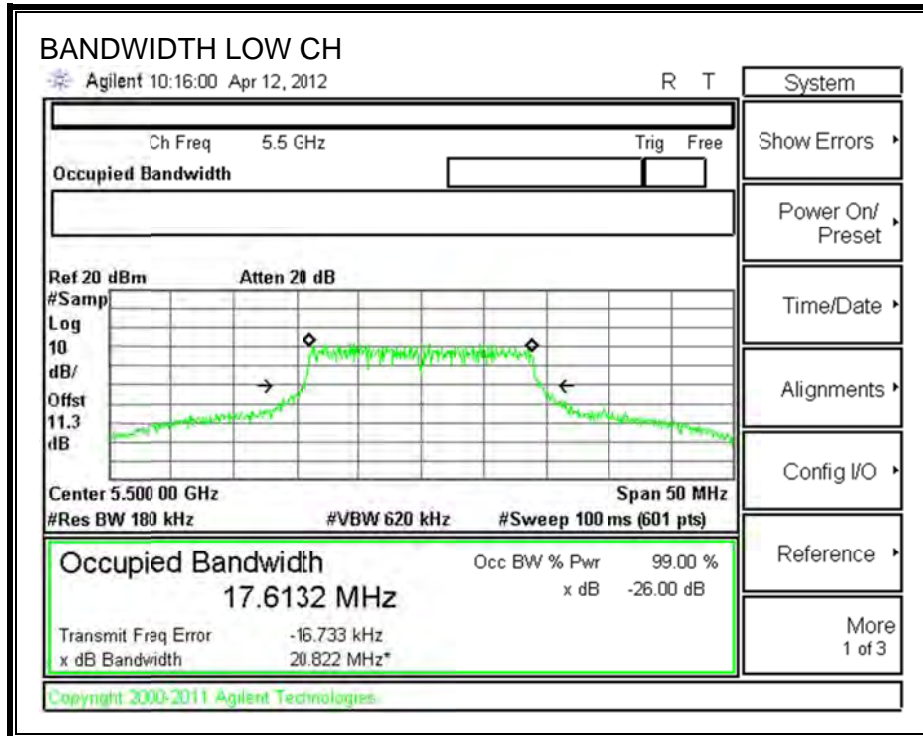 BANDWIDTH LOW CH
Agilent 10:16:00 Apr 12, 2012 R T
System
Ch Freq 5.5 GHz Trig Free
Occupied Bandwidth
Show Errors
Power On/
Preset
Time/Date
Alignments
Config I/O
Reference
More
1 of 3
Ref 20 dBm Atten 20 dB
#Samp
Log
10
dB/
Offst
11.3
dB
Center 5.500 00 GHz Span 50 MHz
#Res BW 180 kHz #VBW 620 kHz #Sweep 100 ms (601 pts)
Occupied Bandwidth Occ BW % Pwr 99.00 %
17.6132 MHz x dB -26.00 dB
Transmit Freq Error -16.733 kHz
x dB Bandwidth 20.822 MHz*
Copyright 2000-2011 Agilent Technologies